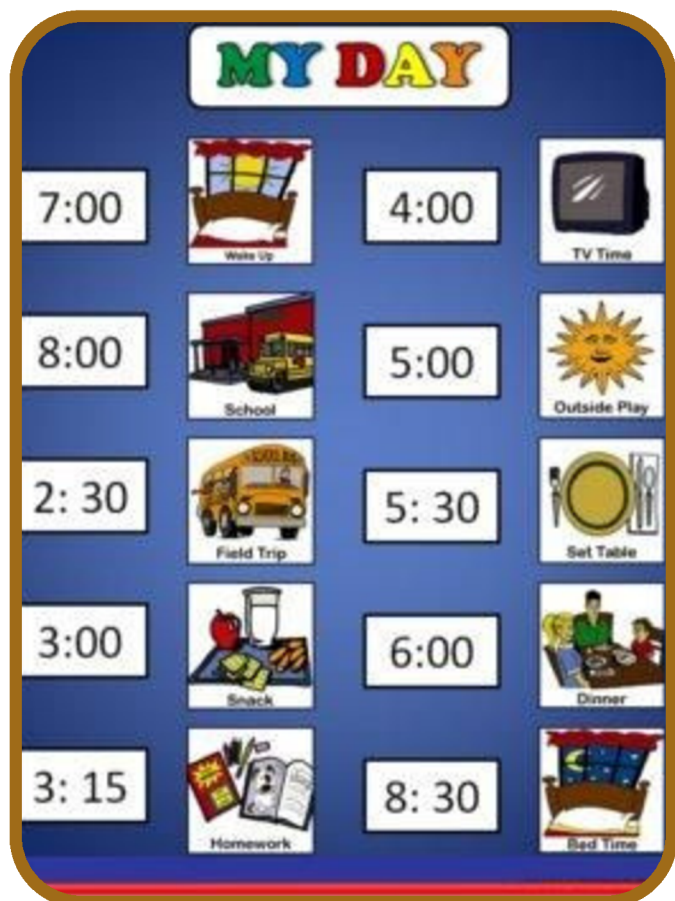 MY DAY
7:00
Wake Up
4:00
TV Time
8:00
School
5:00
Outside Play
2: 30
Field Trip
5: 30
Set Table
3:00
Snack
6:00
Dinner
3: 15
Homework
8: 30
Bed Time